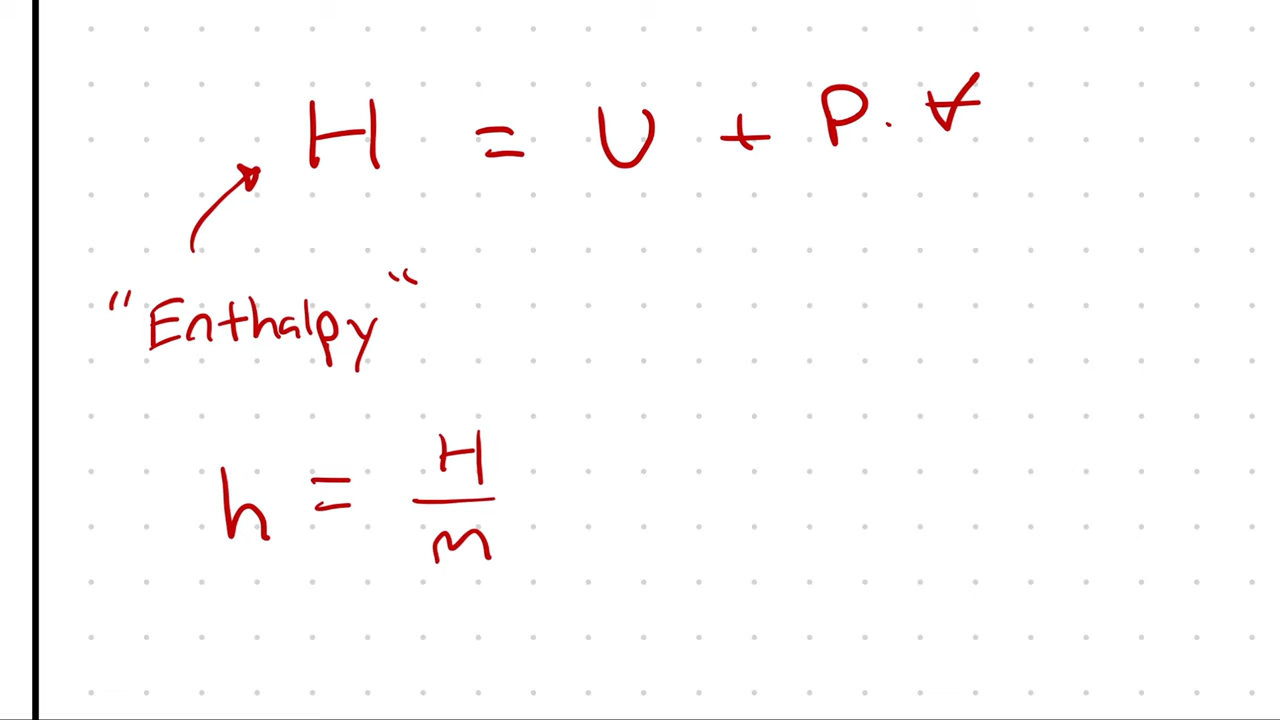 H = U + P. V̶
"Enthalpy"
h = H/m